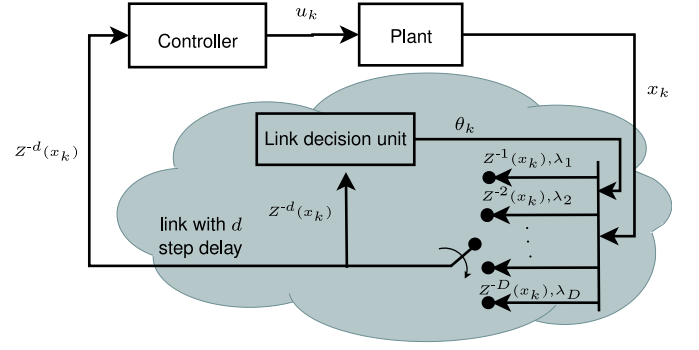 u_k
Controller
Plant
x_k
Link decision unit
θ_k
Z^{-d}(x_k)
Z^{-1}(x_k), λ_1
Z^{-2}(x_k), λ_2
Z^{-d}(x_k)
link with d
step delay
. . .
Z^{-D}(x_k), λ_D